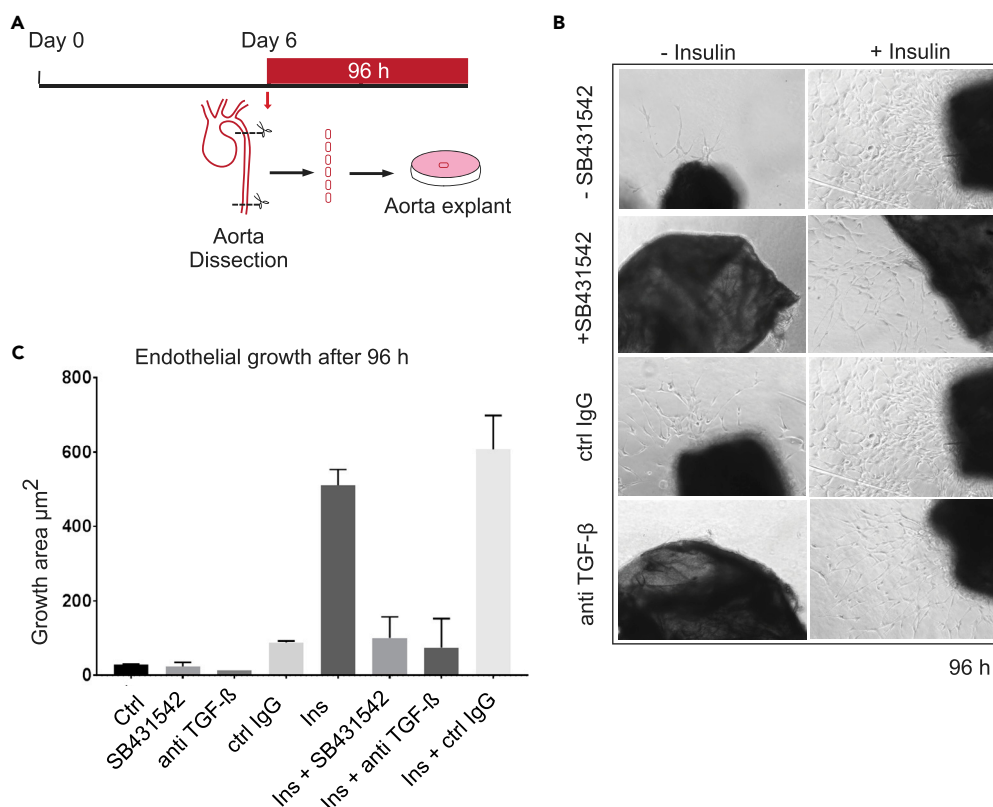 A
Day 0
Day 6
96 h
Aorta
Dissection
Aorta explant
B
- Insulin
+ Insulin
- SB431542
+SB431542
ctrl IgG
anti TGF-β
96 h
C
Endothelial growth after 96 h
Growth area µm2
800
600
400
200
0
Ctrl
SB431542
anti TGF-ß
ctrl IgG
Ins
Ins + SB431542
Ins + anti TGF-ß
Ins + ctrl IgG